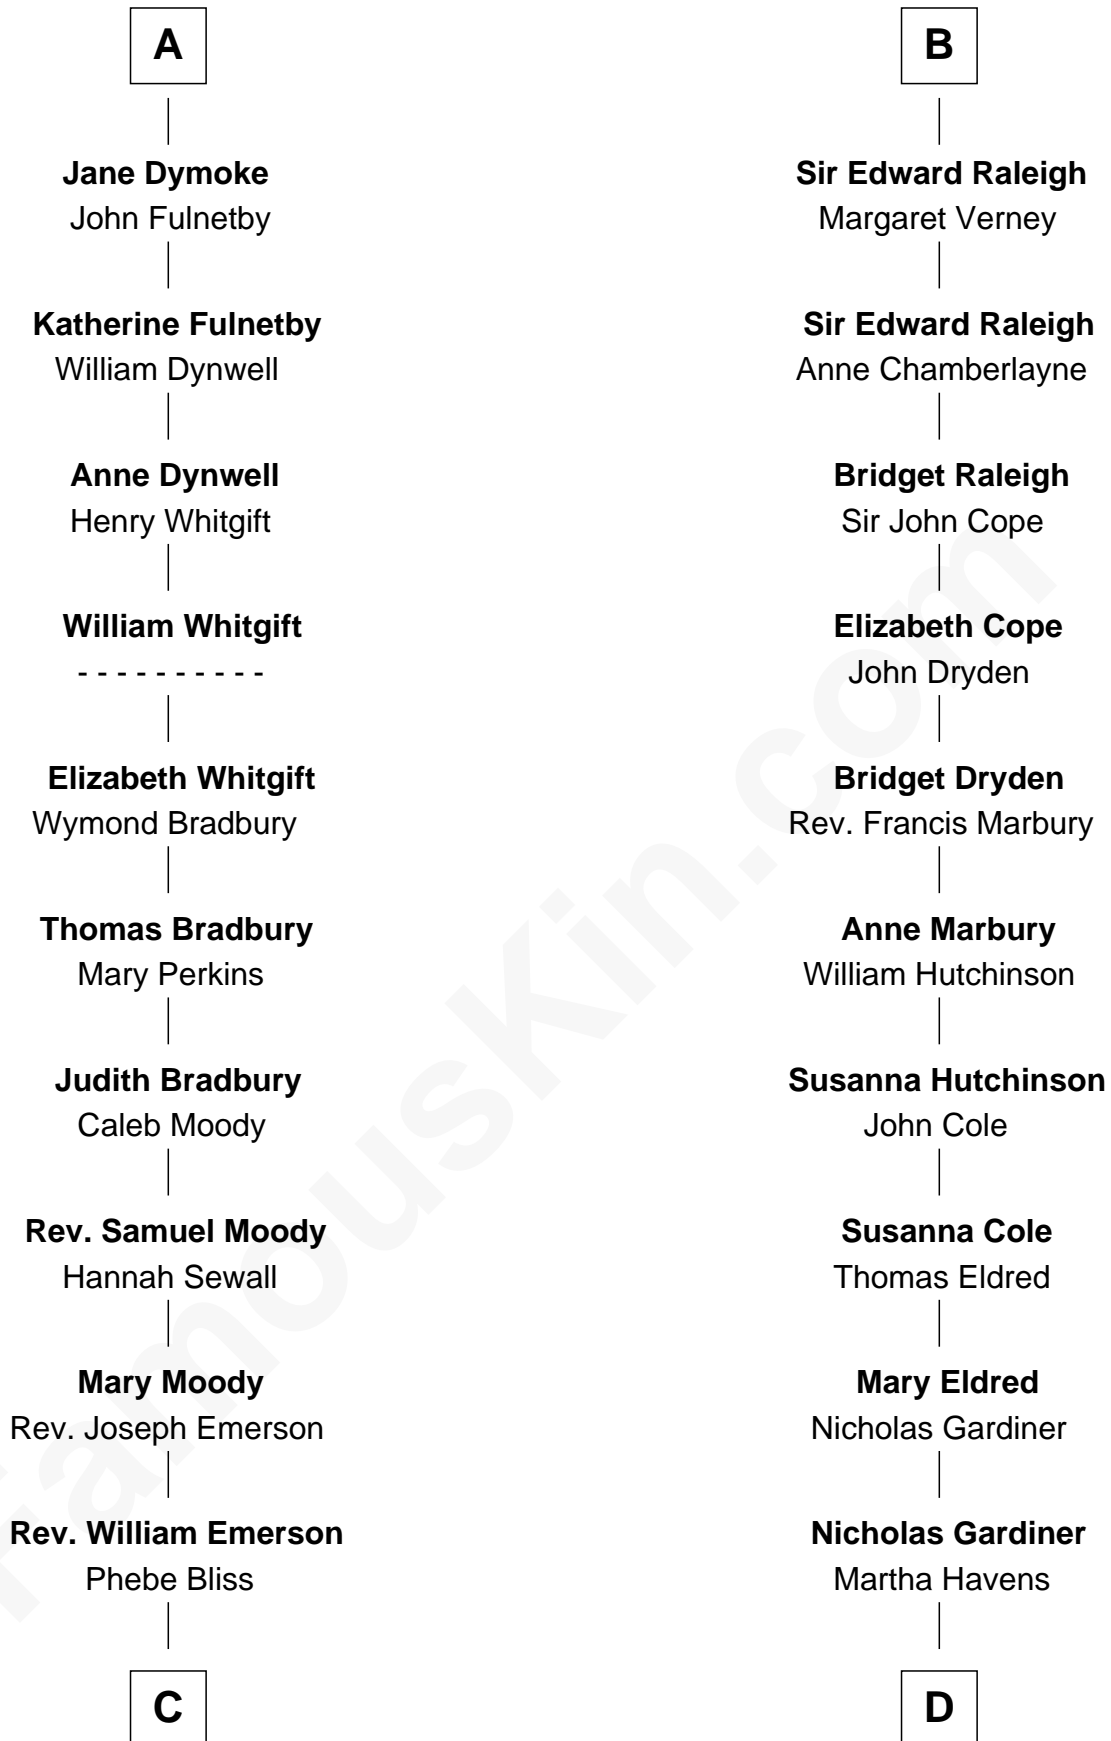 A
Jane Dymoke
John Fulnetby
Katherine Fulnetby
William Dynwell
Anne Dynwell
Henry Whitgift
William Whitgift
- - - - - - - - - -
Elizabeth Whitgift
Wymond Bradbury
Thomas Bradbury
Mary Perkins
Judith Bradbury
Caleb Moody
Rev. Samuel Moody
Hannah Sewall
Mary Moody
Rev. Joseph Emerson
Rev. William Emerson
Phebe Bliss
C
B
Sir Edward Raleigh
Margaret Verney
Sir Edward Raleigh
Anne Chamberlayne
Bridget Raleigh
Sir John Cope
Elizabeth Cope
John Dryden
Bridget Dryden
Rev. Francis Marbury
Anne Marbury
William Hutchinson
Susanna Hutchinson
John Cole
Susanna Cole
Thomas Eldred
Mary Eldred
Nicholas Gardiner
Nicholas Gardiner
Martha Havens
D
FamousKin.com